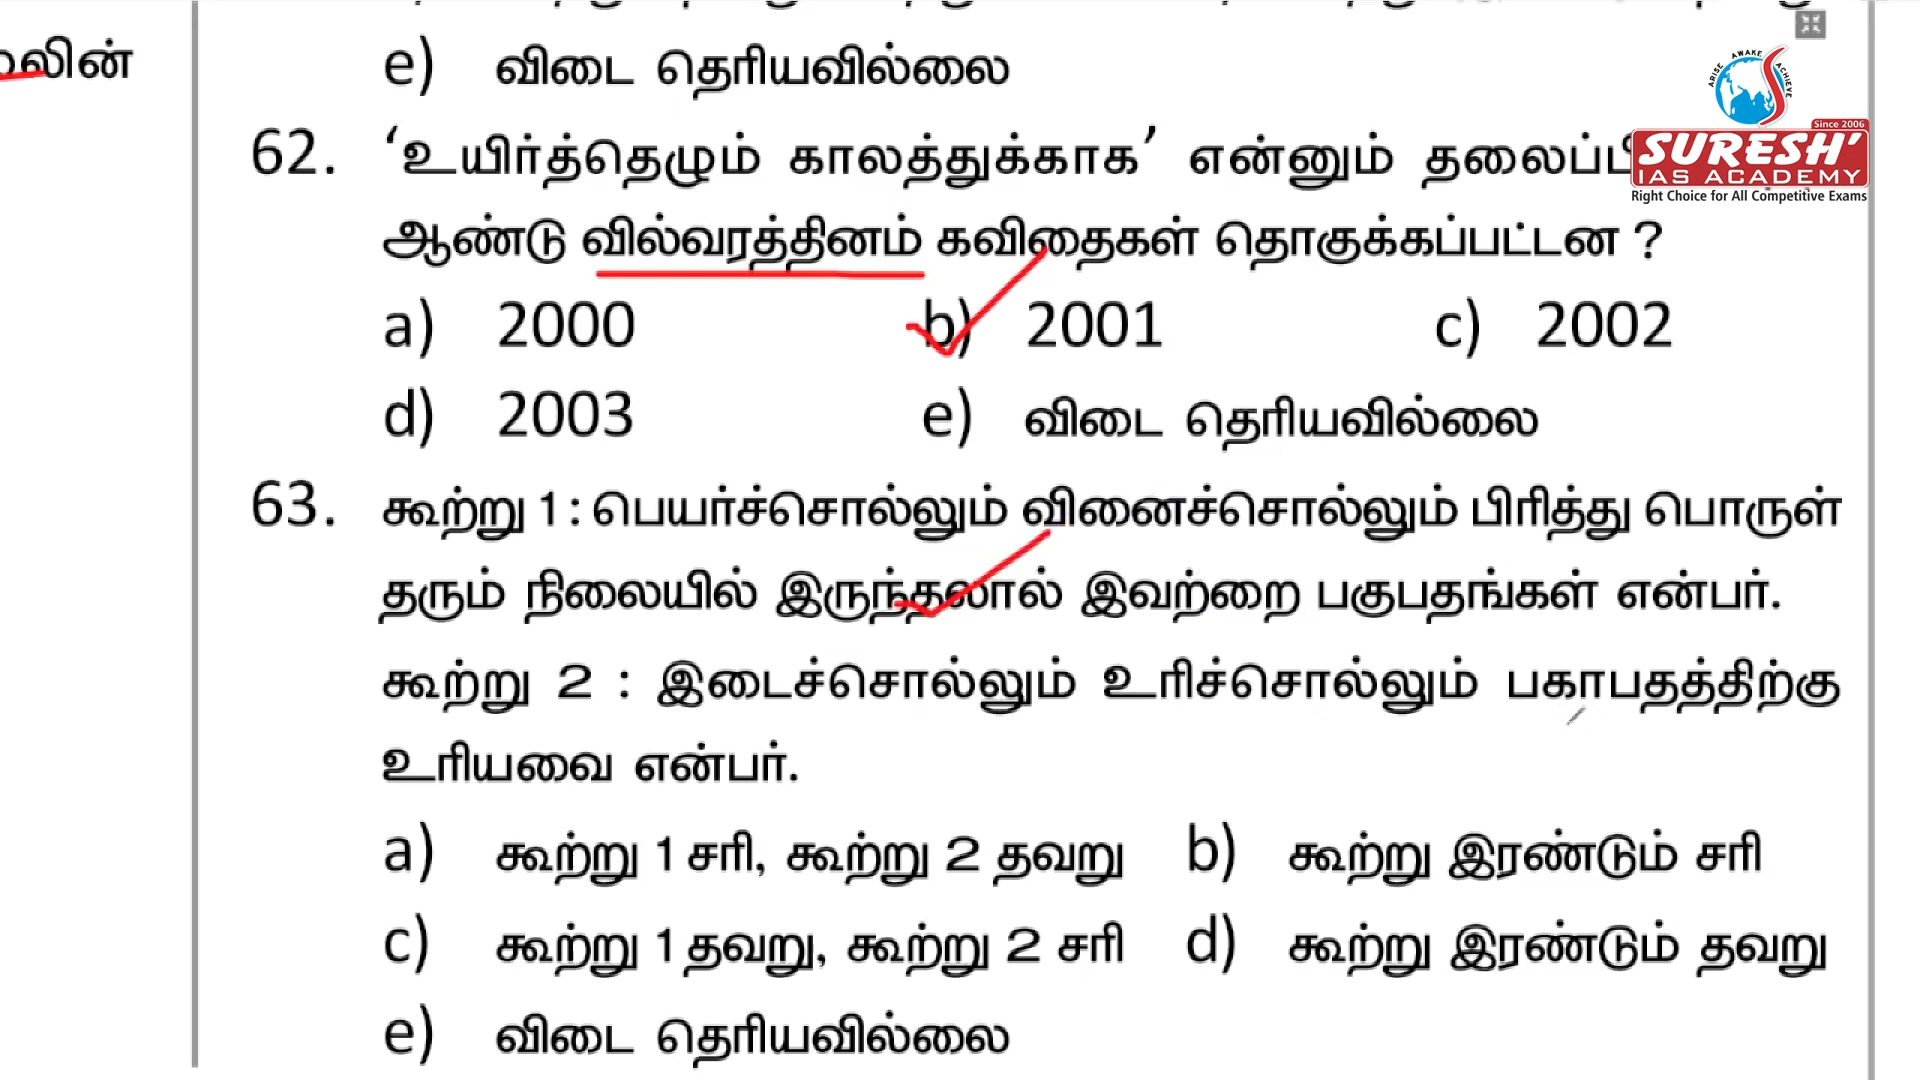 மலின்
e) விடை தெரியவில்லை
ARISE AWAKE ACHIEVE
Since 2006
SURESH'
IAS ACADEMY
Right Choice for All Competitive Exams
62. ‘உயிர்த்தெழும் காலத்துக்காக’ என்னும்
ஆண்டு வில்வரத்தினம் கவிதைகள் தொகுக்கப்பட்டன ?
a) 2000 b) 2001 c) 2002
d) 2003 e) விடை தெரியவில்லை
63. கூற்று 1 : பெயர்ச்சொல்லும் வினைச்சொல்லும் பிரித்து பொருள்
தரும் நிலையில் இருந்தலால் இவற்றை பகுபதங்கள் என்பர்.
கூற்று 2 : இடைச்சொல்லும் உரிச்சொல்லும் பகாபதத்திற்கு
உரியவை என்பர்.
a) கூற்று 1 சரி, கூற்று 2 தவறு b) கூற்று இரண்டும் சரி
c) கூற்று 1 தவறு, கூற்று 2 சரி d) கூற்று இரண்டும் தவறு
e) விடை தெரியவில்லை